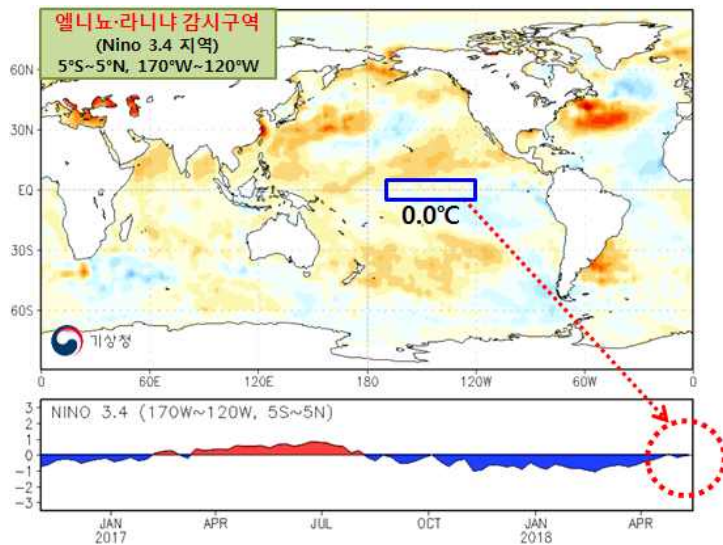 엘니뇨·라니냐 감시구역
(Nino 3.4 지역)
5°S~5°N, 170°W~120°W
60N
30N
EQ
30S
60S
0.0℃
기상청
0 60E 120E 180 120W 60W 0
NINO 3.4 (170W~120W, 5S~5N)
3
2
1
0
-1
-2
-3
JAN APR JUL OCT JAN APR
2017 2018